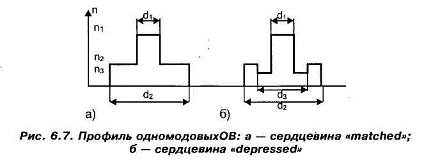 n
n₁
n₂
n₃
d₁
d₂
а)
d₁
d₃
d₂
б)
Рис. 6.7. Профиль одномодовыхОВ: а — сердцевина «matched»;
б — сердцевина «depressed»